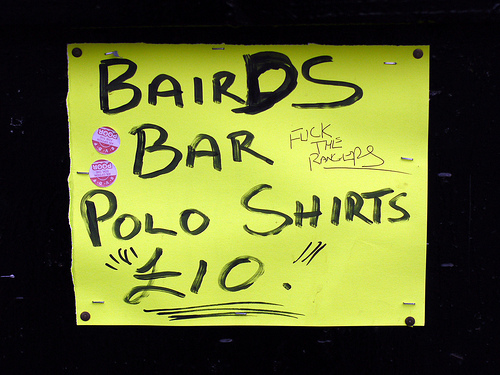 BAIRDS
BAR
FUCK
THE
RANGERS
POLO SHIRTS
"£10."